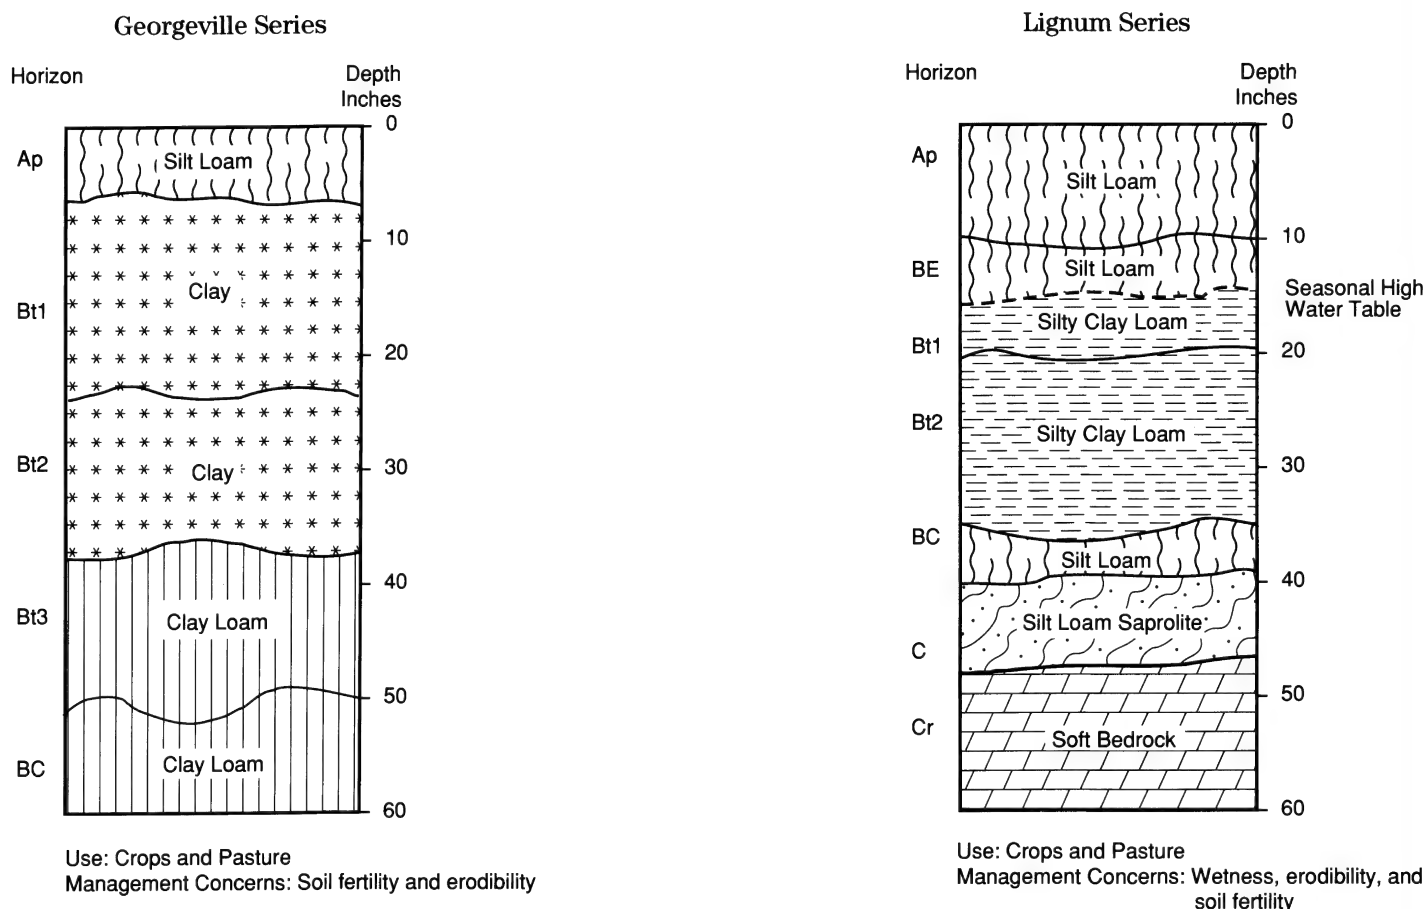 Georgeville Series
Horizon
Depth
Inches
0
Ap
Silt Loam
10
Clay
Bt1
20
Bt2
Clay
30
40
Bt3
Clay Loam
50
BC
Clay Loam
60
Use: Crops and Pasture
Management Concerns: Soil fertility and erodibility
Lignum Series
Horizon
Depth
Inches
0
Ap
Silt Loam
10
BE
Silt Loam
Seasonal High
Water Table
Silty Clay Loam
Bt1
20
Bt2
Silty Clay Loam
30
BC
Silt Loam
40
Silt Loam Saprolite
C
50
Cr
Soft Bedrock
60
Use: Crops and Pasture
Management Concerns: Wetness, erodibility, and
soil fertility